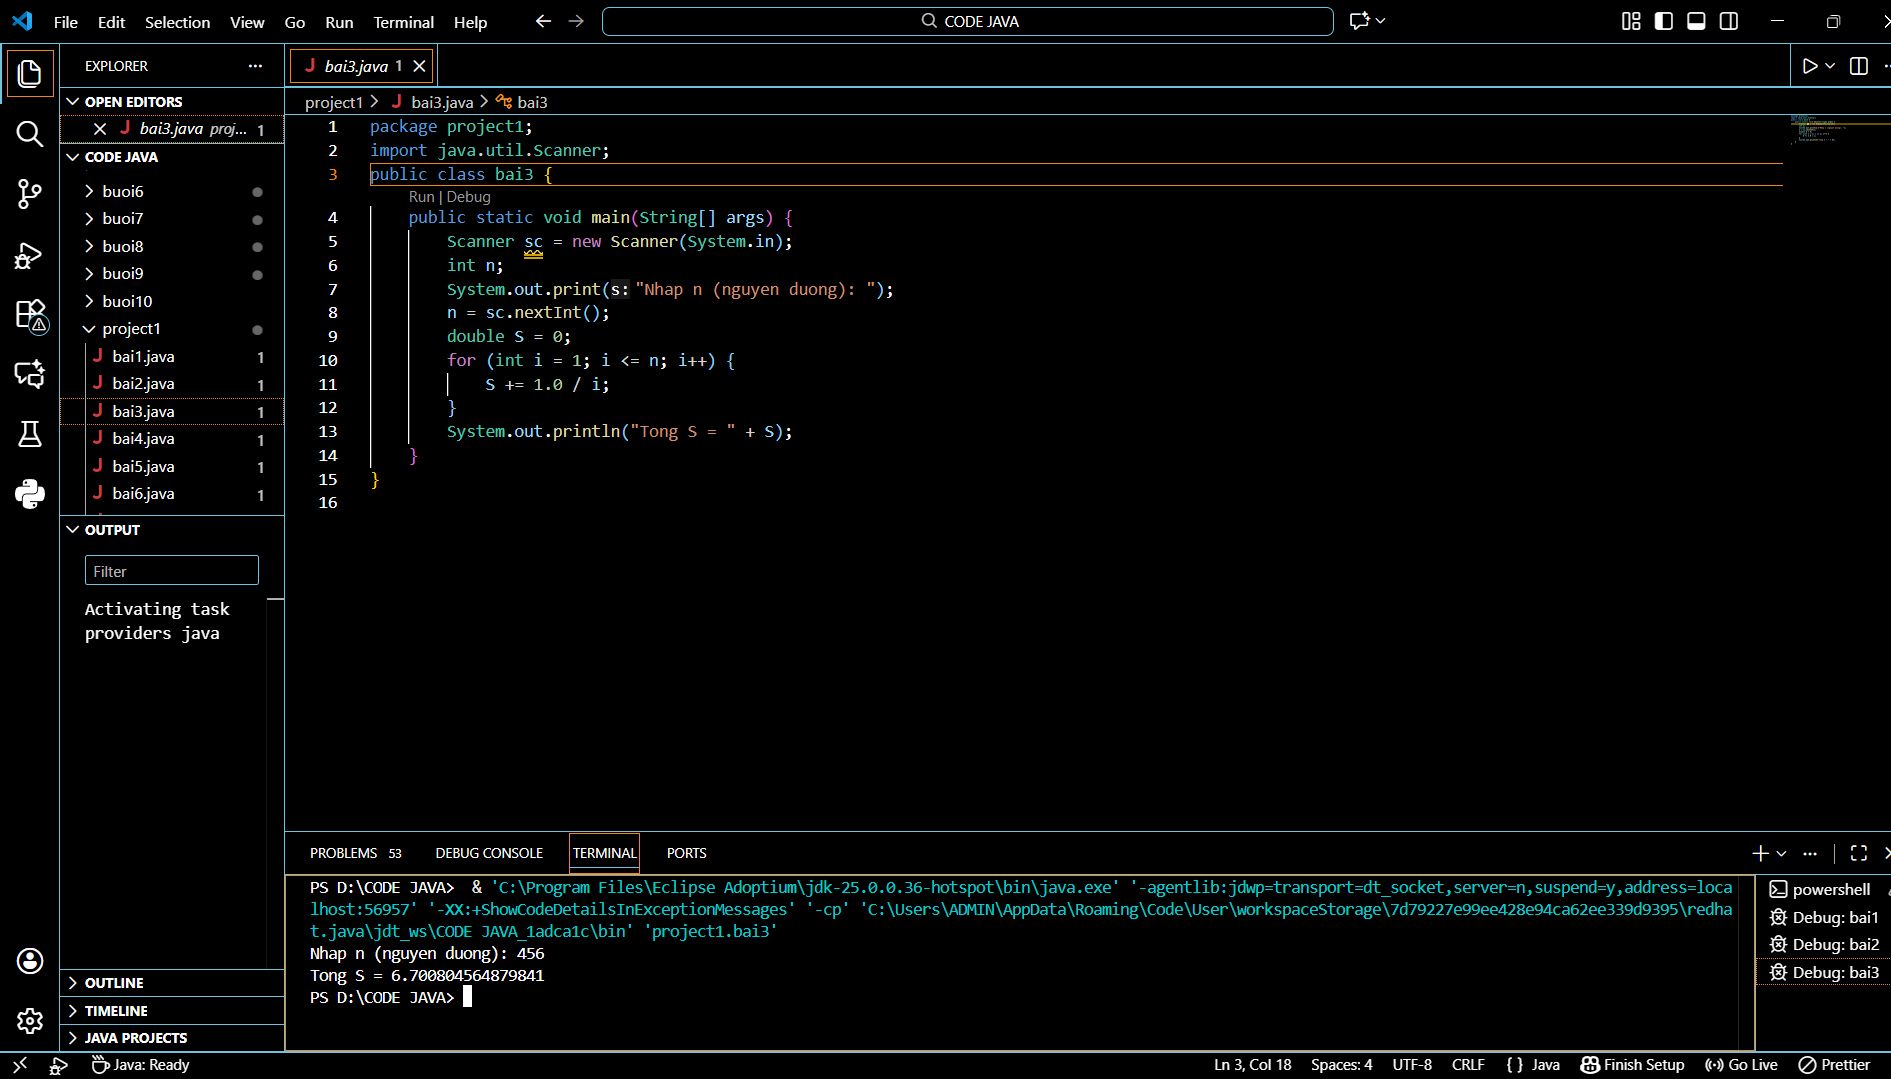 File Edit Selection View Go Run Terminal Help
CODE JAVA
EXPLORER
OPEN EDITORS
bai3.java proj... 1
CODE JAVA
buoi6
buoi7
buoi8
buoi9
buoi10
project1
bai1.java 1
bai2.java 1
bai3.java 1
bai4.java 1
bai5.java 1
bai6.java 1
OUTPUT
Filter
Activating task
providers java
OUTLINE
TIMELINE
JAVA PROJECTS
bai3.java 1
project1 > bai3.java > bai3
1 package project1;
2 import java.util.Scanner;
3 public class bai3 {
Run | Debug
4 public static void main(String[] args) {
5 Scanner sc = new Scanner(System.in);
6 int n;
7 System.out.print(s: "Nhap n (nguyen duong): ");
8 n = sc.nextInt();
9 double S = 0;
10 for (int i = 1; i <= n; i++) {
11 S += 1.0 / i;
12 }
13 System.out.println("Tong S = " + S);
14 }
15 }
16
PROBLEMS 53 DEBUG CONSOLE TERMINAL PORTS
PS D:\CODE JAVA> & 'C:\Program Files\Eclipse Adoptium\jdk-25.0.0.36-hotspot\bin\java.exe' '-agentlib:jdwp=transport=dt_socket,server=n,suspend=y,address=loca
lhost:56957' '-XX:+ShowCodeDetailsInExceptionMessages' '-cp' 'C:\Users\ADMIN\AppData\Roaming\Code\User\workspaceStorage\7d79227e99ee428e94ca62ee339d9395\redha
t.java\jdt_ws\CODE JAVA_1adca1c\bin' 'project1.bai3'
Nhap n (nguyen duong): 456
Tong S = 6.700804564879841
PS D:\CODE JAVA>
powershell
Debug: bai1
Debug: bai2
Debug: bai3
Java: Ready
Ln 3, Col 18 Spaces: 4 UTF-8 CRLF { } Java Finish Setup Go Live Prettier